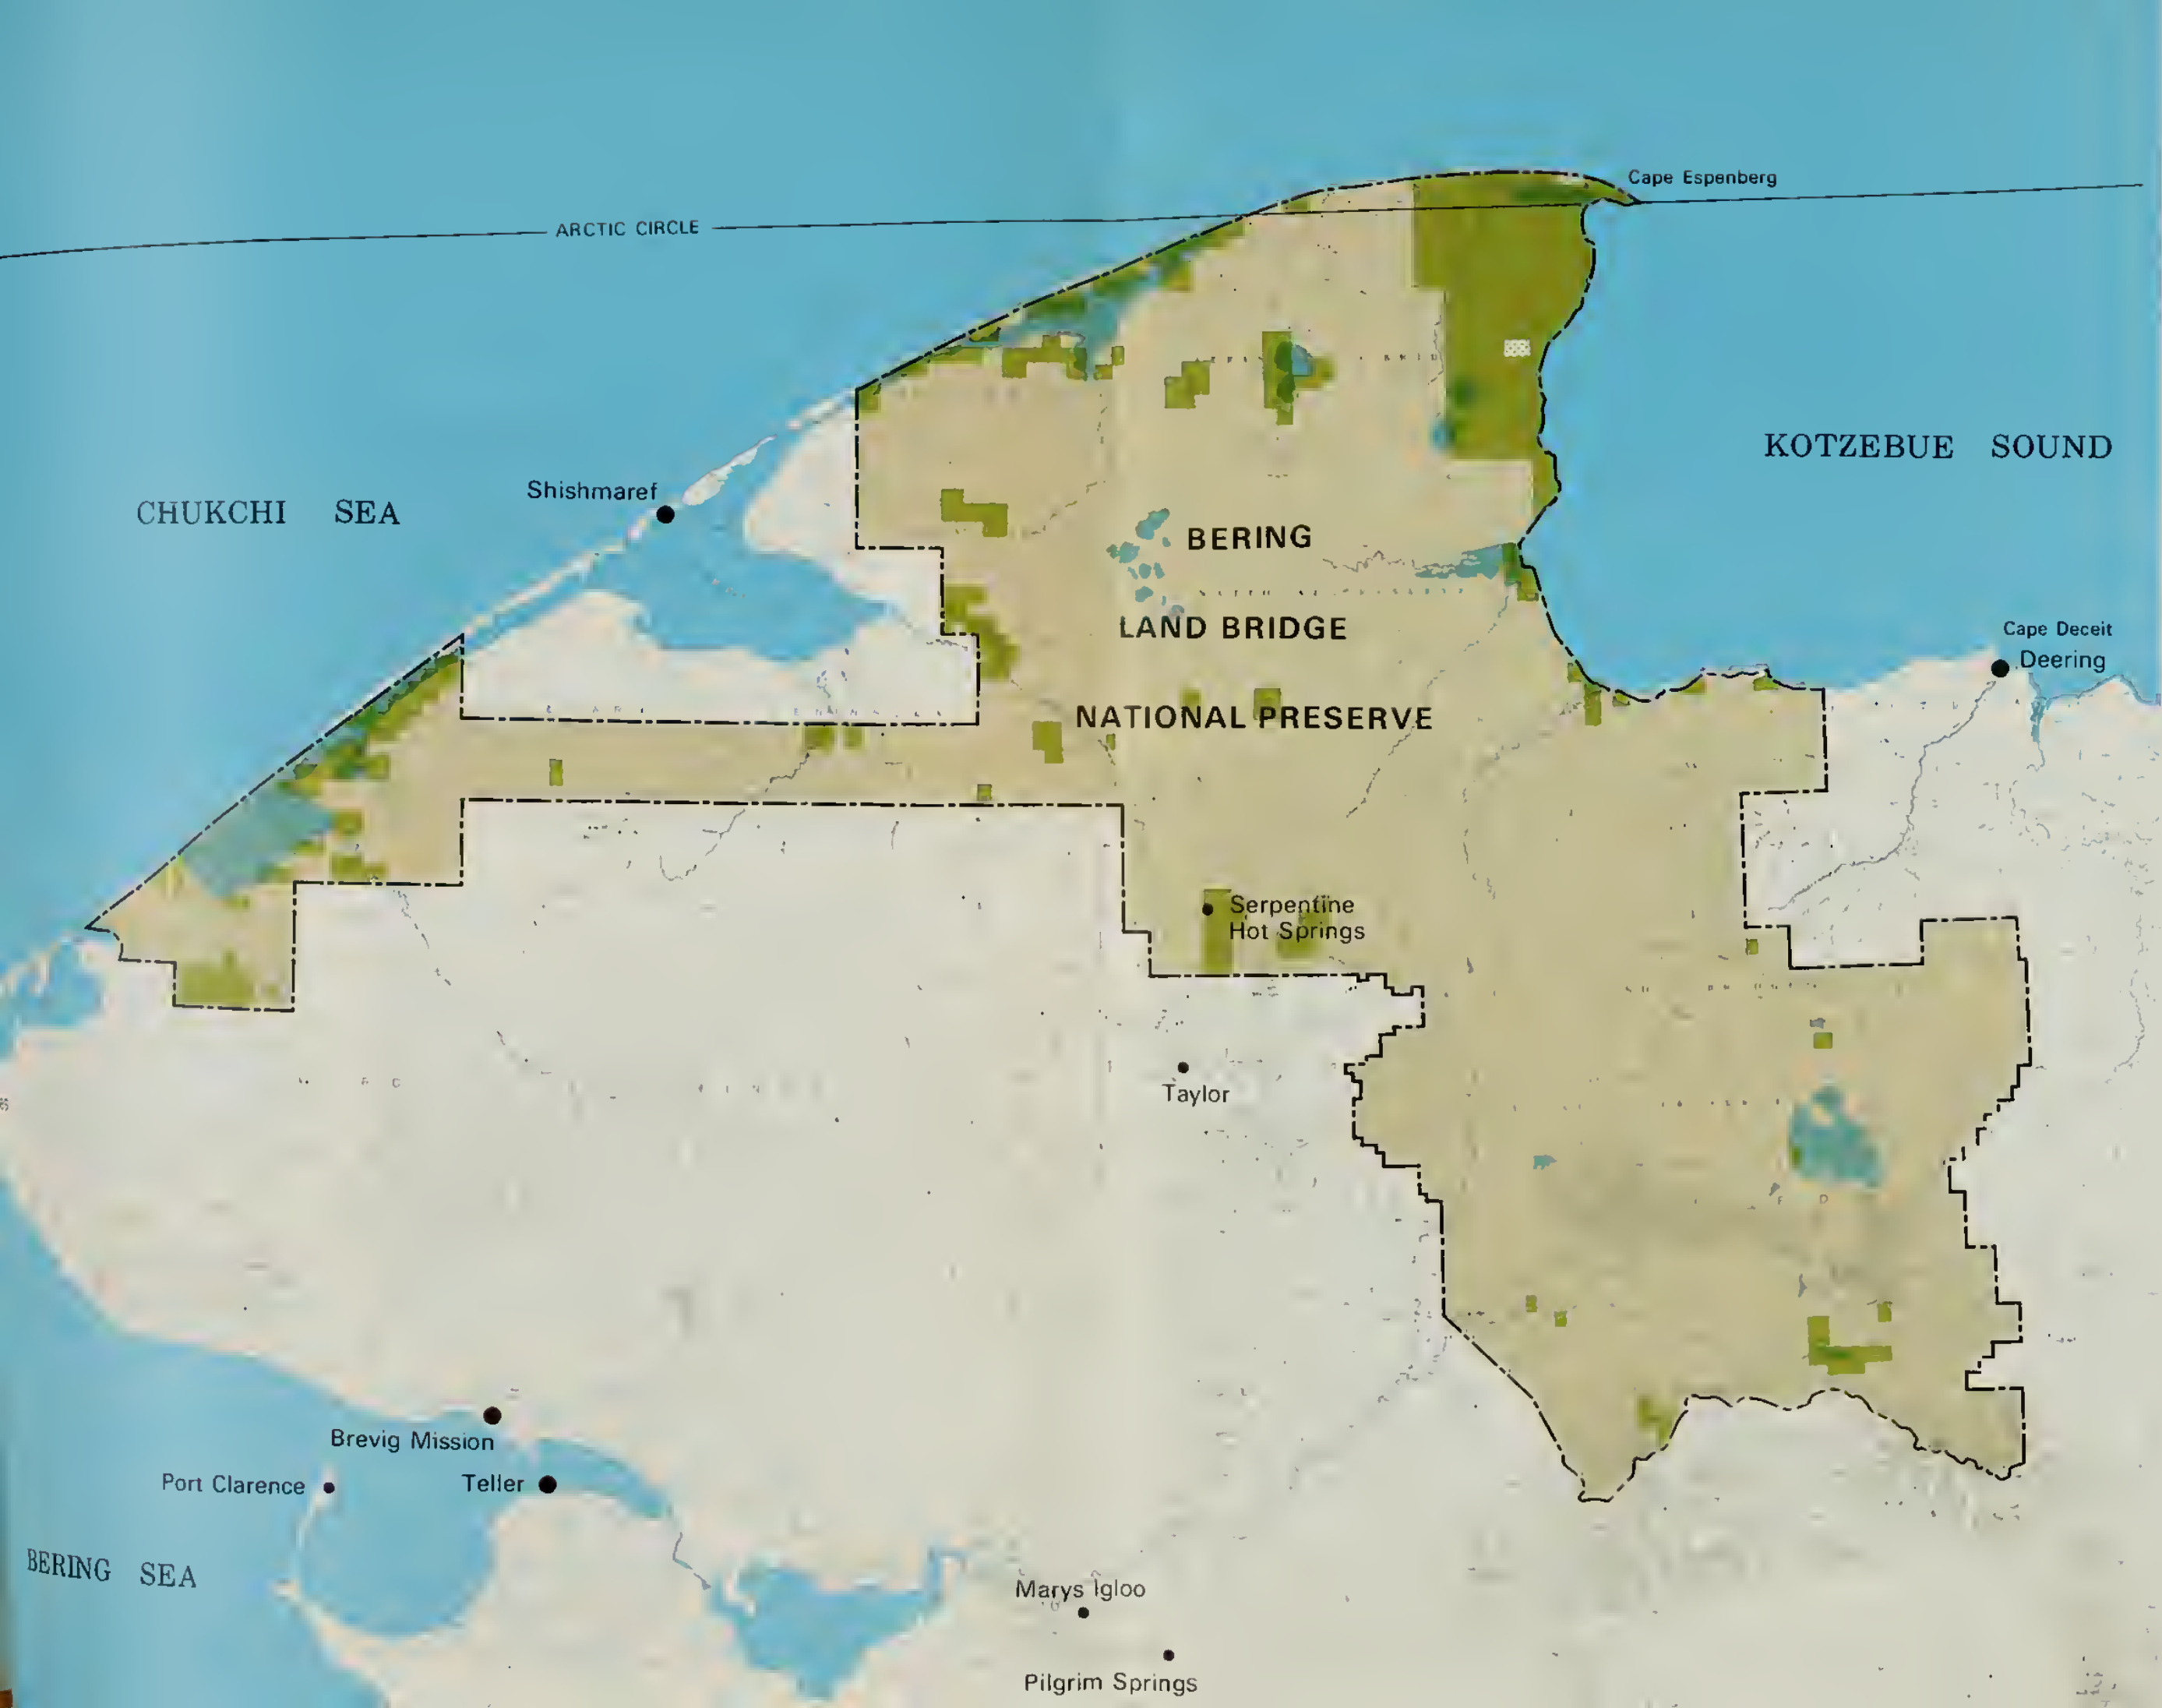 Cape Espenberg
ARCTIC CIRCLE
KOTZEBUE SOUND
Shishmaref
CHUKCHI SEA
BERING
LAND BRIDGE
NATIONAL PRESERVE
Cape Deceit
Deering
Serpentine
Hot Springs
Taylor
Brevig Mission
Port Clarence
Teller
BERING SEA
Marys Igloo
Pilgrim Springs